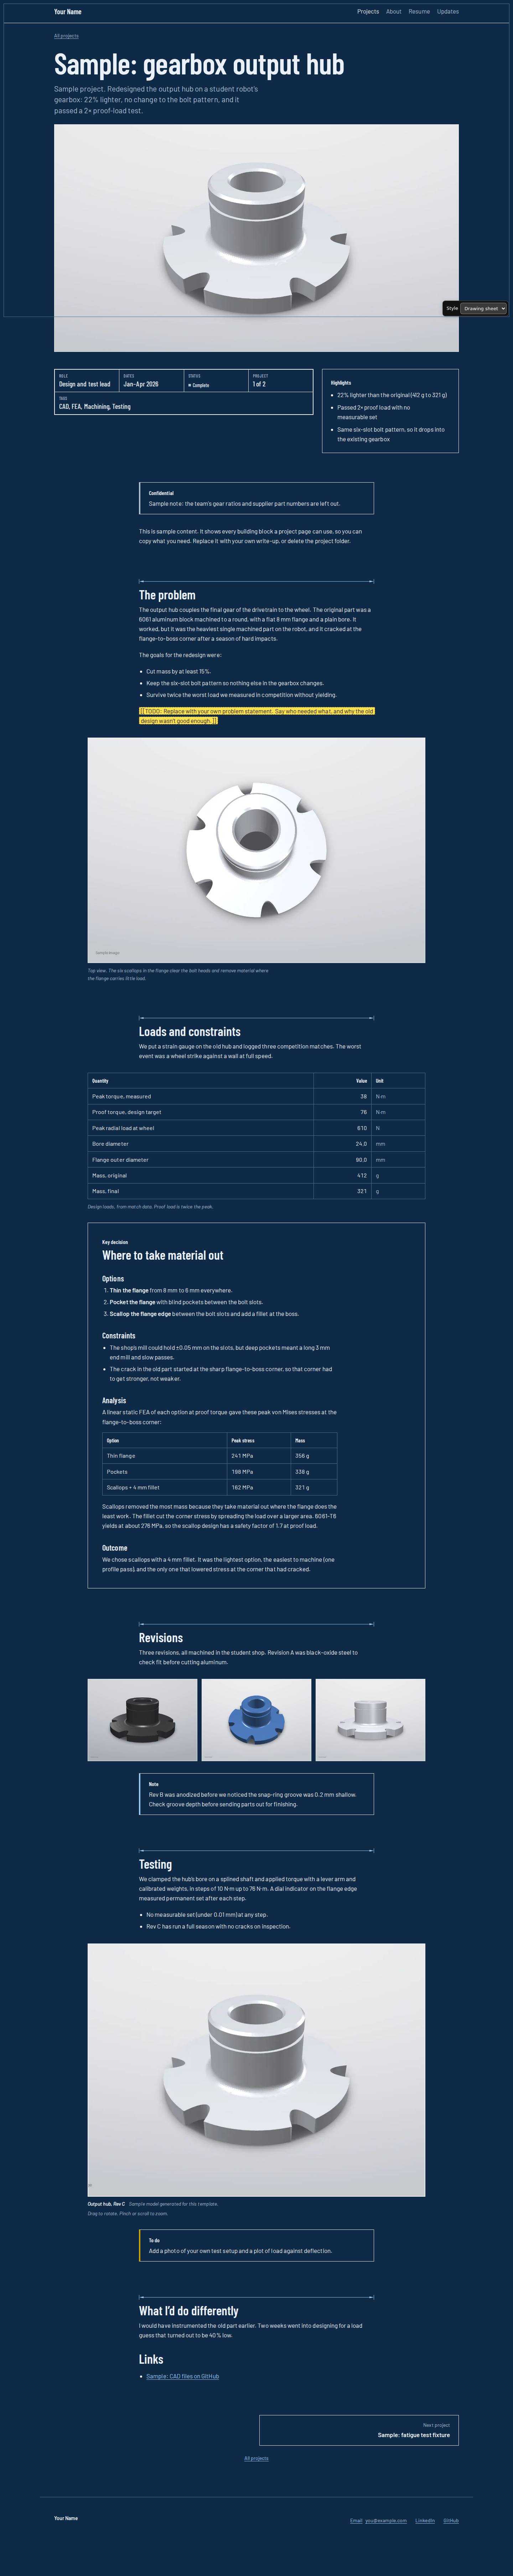 Your Name
Projects About Resume Updates
All projects
Sample: gearbox output hub
Sample project. Redesigned the output hub on a student robot's
gearbox: 22% lighter, no change to the bolt pattern, and it
passed a 2× proof-load test.
Style Drawing sheet
ROLE
Design and test lead
DATES
Jan–Apr 2026
STATUS
Complete
PROJECT
1 of 2
TAGS
CAD, FEA, Machining, Testing
Highlights
22% lighter than the original (412 g to 321 g)
Passed 2× proof load with no
measurable set
Same six-slot bolt pattern, so it drops into
the existing gearbox
Confidential
Sample note: the team's gear ratios and supplier part numbers are left out.
This is sample content. It shows every building block a project page can use, so you can
copy what you need. Replace it with your own write-up, or delete the project folder.
The problem
The output hub couples the final gear of the drivetrain to the wheel. The original part was a
6061 aluminum block machined to a round, with a flat 8 mm flange and a plain bore. It
worked, but it was the heaviest single machined part on the robot, and it cracked at the
flange-to-boss corner after a season of hard impacts.
The goals for the redesign were:
Cut mass by at least 15%.
Keep the six-slot bolt pattern so nothing else in the gearbox changes.
Survive twice the worst load we measured in competition without yielding.
[[TODO: Replace with your own problem statement. Say who needed what, and why the old
design wasn't good enough.]]
Sample image
Top view. The six scallops in the flange clear the bolt heads and remove material where
the flange carries little load.
Loads and constraints
We put a strain gauge on the old hub and logged three competition matches. The worst
event was a wheel strike against a wall at full speed.
Quantity Value Unit
Peak torque, measured 38 N·m
Proof torque, design target 76 N·m
Peak radial load at wheel 610 N
Bore diameter 24.0 mm
Flange outer diameter 90.0 mm
Mass, original 412 g
Mass, final 321 g
Design loads, from match data. Proof load is twice the peak.
Key decision
Where to take material out
Options
1. Thin the flange from 8 mm to 6 mm everywhere.
2. Pocket the flange with blind pockets between the bolt slots.
3. Scallop the flange edge between the bolt slots and add a fillet at the boss.
Constraints
The shop's mill could hold ±0.05 mm on the slots, but deep pockets meant a long 3 mm
end mill and slow passes.
The crack in the old part started at the sharp flange-to-boss corner, so that corner had
to get stronger, not weaker.
Analysis
A linear static FEA of each option at proof torque gave these peak von Mises stresses at the
flange-to-boss corner:
Option Peak stress Mass
Thin flange 241 MPa 356 g
Pockets 198 MPa 338 g
Scallops + 4 mm fillet 162 MPa 321 g
Scallops removed the most mass because they take material out where the flange does the
least work. The fillet cut the corner stress by spreading the load over a larger area. 6061-T6
yields at about 276 MPa, so the scallop design has a safety factor of 1.7 at proof load.
Outcome
We chose scallops with a 4 mm fillet. It was the lightest option, the easiest to machine (one
profile pass), and the only one that lowered stress at the corner that had cracked.
Revisions
Three revisions, all machined in the student shop. Revision A was black-oxide steel to
check fit before cutting aluminum.
Note
Rev B was anodized before we noticed the snap-ring groove was 0.2 mm shallow.
Check groove depth before sending parts out for finishing.
Testing
We clamped the hub's bore on a splined shaft and applied torque with a lever arm and
calibrated weights, in steps of 10 N·m up to 76 N·m. A dial indicator on the flange edge
measured permanent set after each step.
No measurable set (under 0.01 mm) at any step.
Rev C has run a full season with no cracks on inspection.
Output hub, Rev C Sample model generated for this template.
Drag to rotate. Pinch or scroll to zoom.
To do
Add a photo of your own test setup and a plot of load against deflection.
What I'd do differently
I would have instrumented the old part earlier. Two weeks went into designing for a load
guess that turned out to be 40% low.
Links
Sample: CAD files on GitHub
Next project
Sample: fatigue test fixture
All projects
Your Name
Email you@example.com LinkedIn GitHub